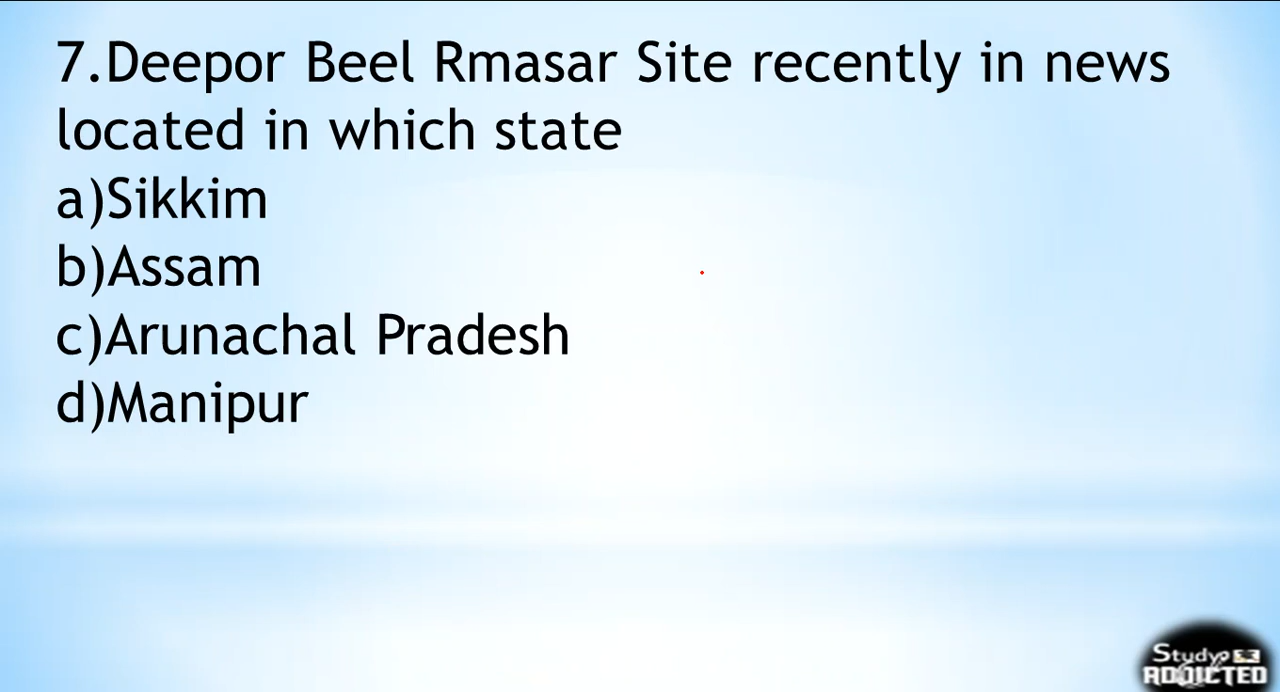 7.Deepor Beel Rmasar Site recently in news
located in which state
a)Sikkim
b)Assam
c)Arunachal Pradesh
d)Manipur
Study
ADDICTED